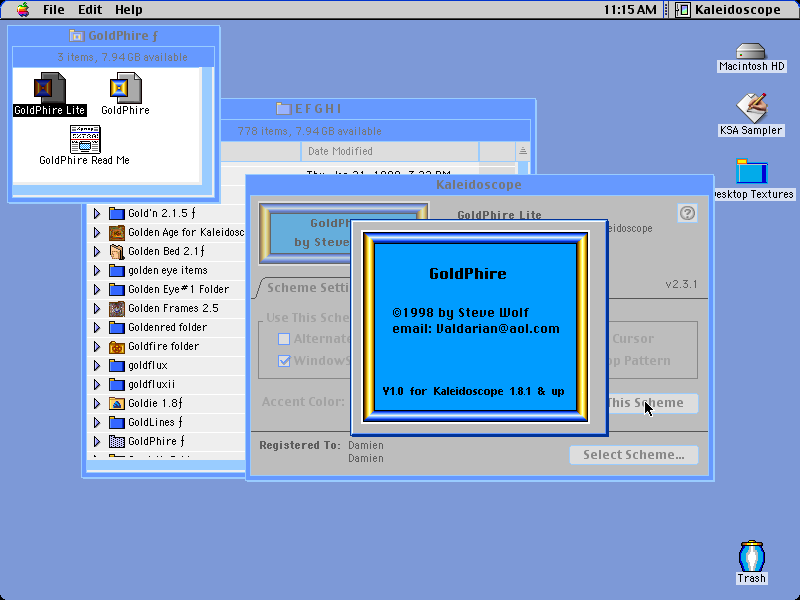 File Edit Help
11:15 AM
Kaleidoscope
GoldPhire ƒ
3 items, 7.94GB available
GoldPhire Lite
GoldPhire
GoldPhire Read Me
EFGHI
778 items, 7.94GB available
Date Modified
Gold'n 2.1.5 ƒ
Golden Age for Kaleidosc
Golden Bed 2.1ƒ
golden eye items
Golden Eye#1 Folder
Golden Frames 2.5
Goldenred folder
Goldfire folder
goldflux
goldfluxii
Goldie 1.8ƒ
GoldLines ƒ
GoldPhire ƒ
Kaleidoscope
GoldPh
by Steve
GoldPhire Lite
eidoscope
v2.3.1
Scheme Setti
Use This Sche
Alternate
WindowS
Cursor
op Pattern
Accent Color:
This Scheme
Registered To: Damien
Damien
Select Scheme...
GoldPhire
©1998 by Steve Wolf
email: Valdarian@aol.com
V1.0 for Kaleidoscope 1.8.1 & up
Macintosh HD
KSA Sampler
Desktop Textures
Trash